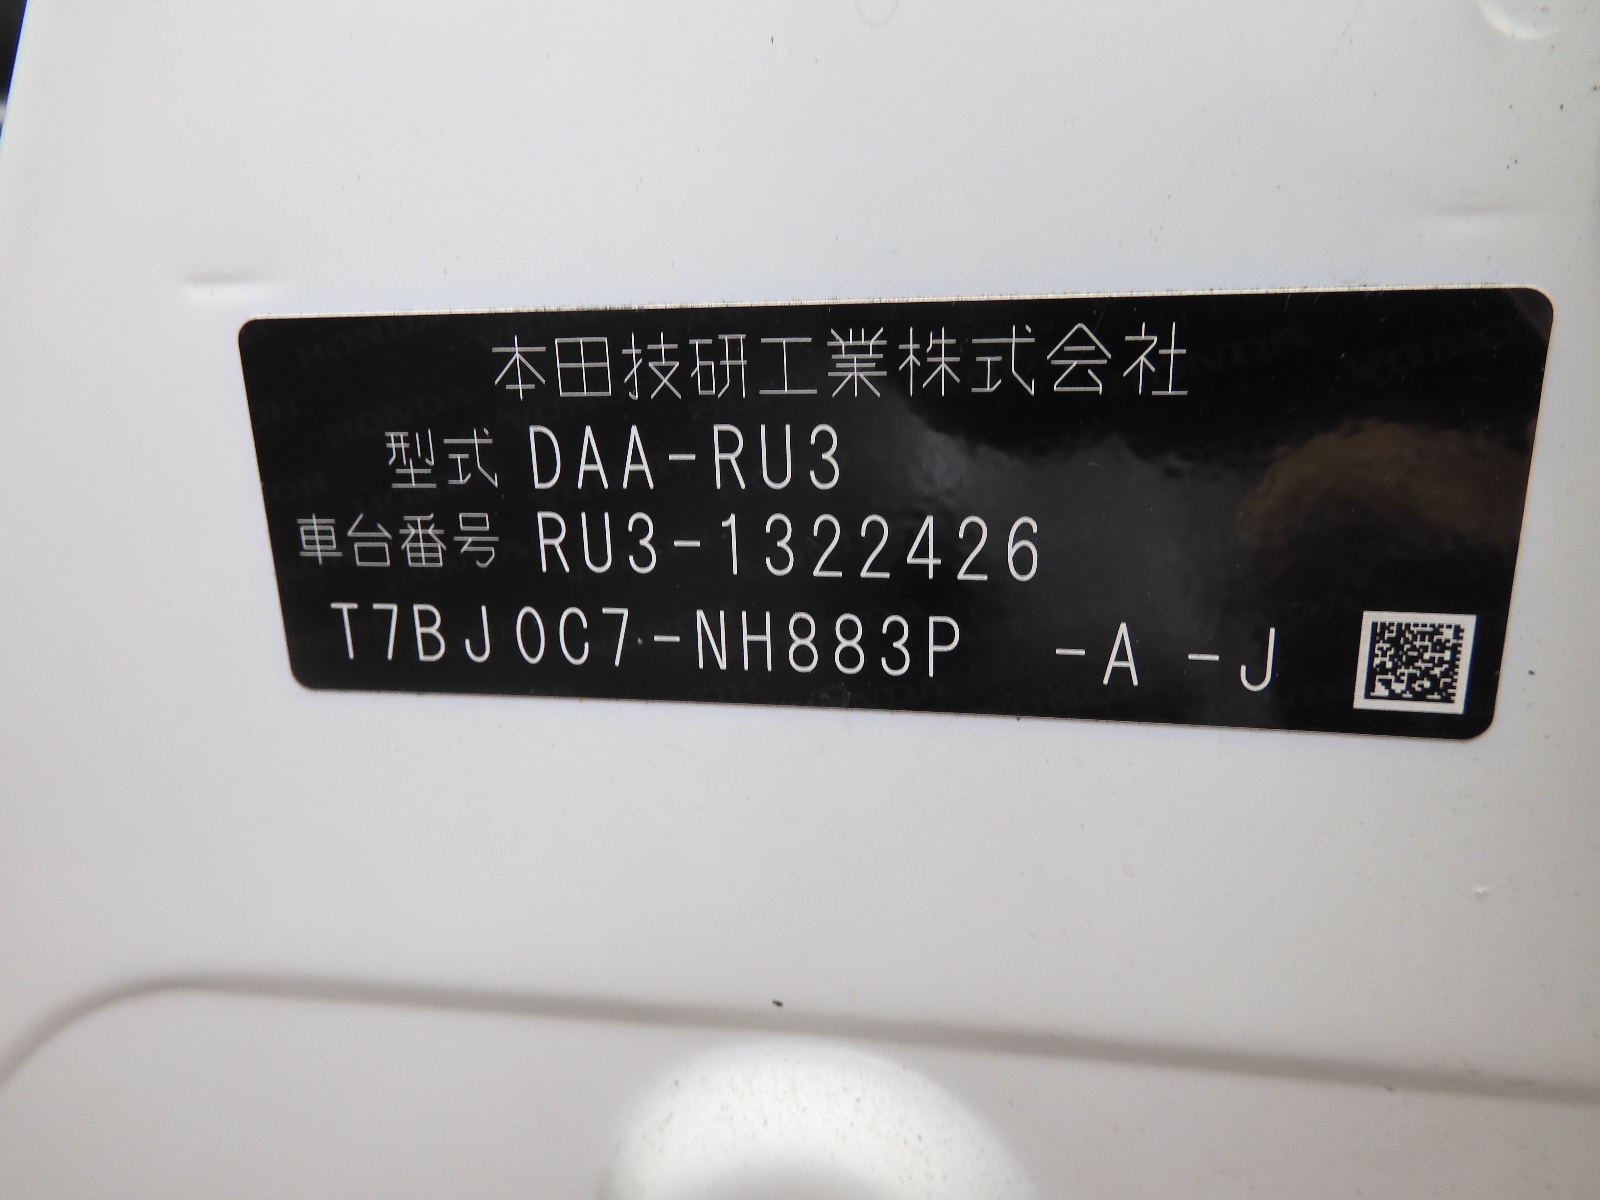 本田技研工業株式会社
型式 DAA-RU3
車台番号 RU3-1322426
T7BJ0C7-NH883P -A -J